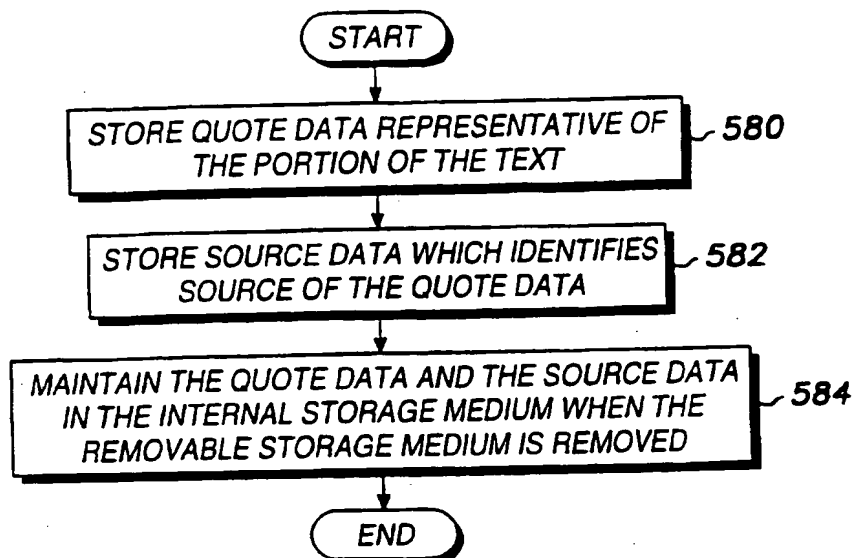 START
STORE QUOTE DATA REPRESENTATIVE OF
THE PORTION OF THE TEXT
580
STORE SOURCE DATA WHICH IDENTIFIES
SOURCE OF THE QUOTE DATA
582
MAINTAIN THE QUOTE DATA AND THE SOURCE DATA
IN THE INTERNAL STORAGE MEDIUM WHEN THE
REMOVABLE STORAGE MEDIUM IS REMOVED
584
END